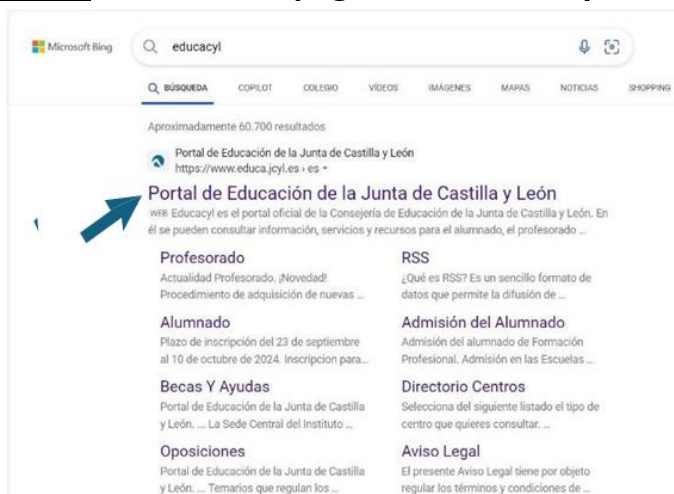 Microsoft Bing
educacyl
BÚSQUEDA COPILOT COLEGIO VÍDEOS IMÁGENES MAPAS NOTICIAS SHOPPING
Aproximadamente 60.700 resultados
Portal de Educación de la Junta de Castilla y León
https://www.educa.jcyl.es › es
Portal de Educación de la Junta de Castilla y León
WEB Educacyl es el portal oficial de la Consejería de Educación de la Junta de Castilla y León. En
él se pueden consultar información, servicios y recursos para el alumnado, el profesorado ...
Profesorado
Actualidad Profesorado. ¡Novedad!
Procedimiento de adquisición de nuevas ...
RSS
¿Qué es RSS? Es un sencillo formato de
datos que permite la difusión de ...
Alumnado
Plazo de inscripción del 23 de septiembre
al 10 de octubre de 2024. Inscripcion para...
Admisión del Alumnado
Admisión del alumnado de Formación
Profesional. Admisión en las Escuelas ...
Becas Y Ayudas
Portal de Educación de la Junta de Castilla
y León. ... La Sede Central del Instituto ...
Directorio Centros
Selecciona del siguiente listado el tipo de
centro que quieres consultar. ...
Oposiciones
Portal de Educación de la Junta de Castilla
y León. ... Temarios que regulan los ...
Aviso Legal
El presente Aviso Legal tiene por objeto
regular los términos y condiciones de ...